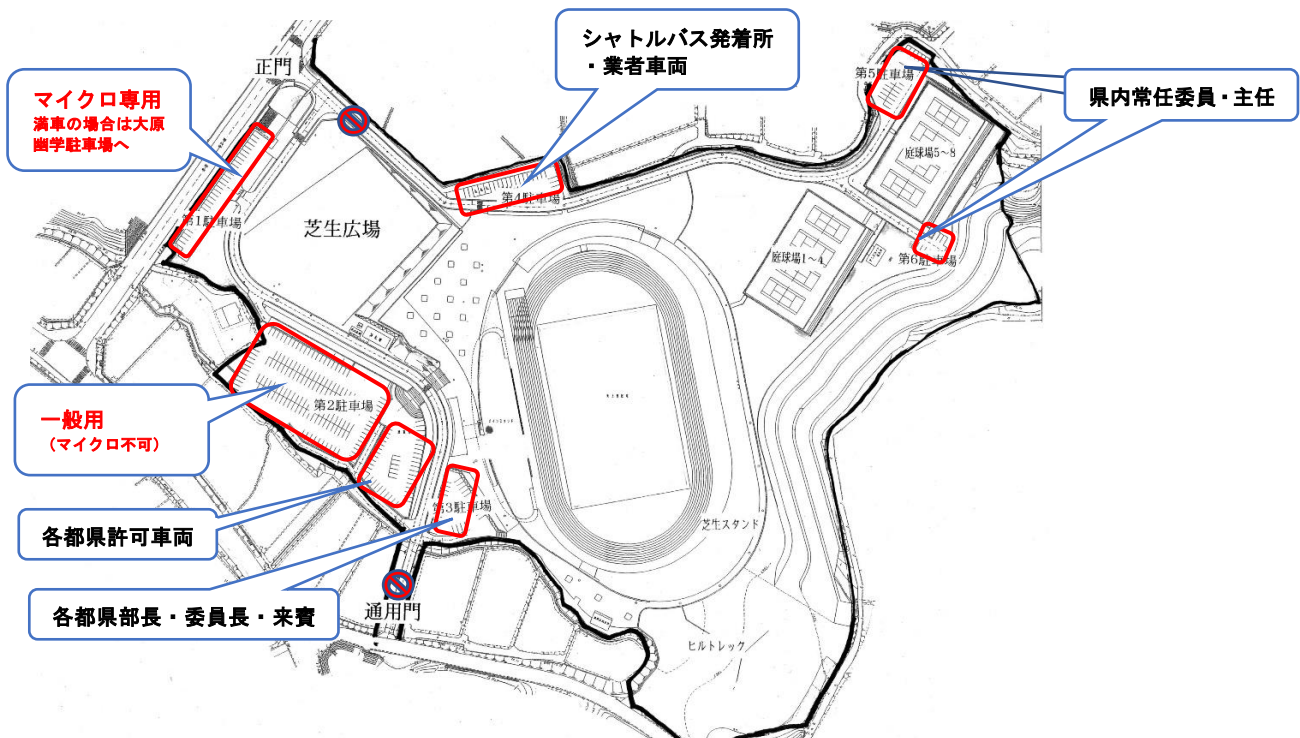 シャトルバス発着所
・業者車両
正門
マイクロ専用
満車の場合は大原
幽学駐車場へ
第5駐車場
県内常任委員・主任
庭球場5~8
第4駐車場
第1駐車場
芝生広場
庭球場1~4
第6駐車場
一般用
（マイクロ不可）
第2駐車場
各都県許可車両
第3駐車場
芝生スタンド
各都県部長・委員長・来賓
通用門
ヒルトレック